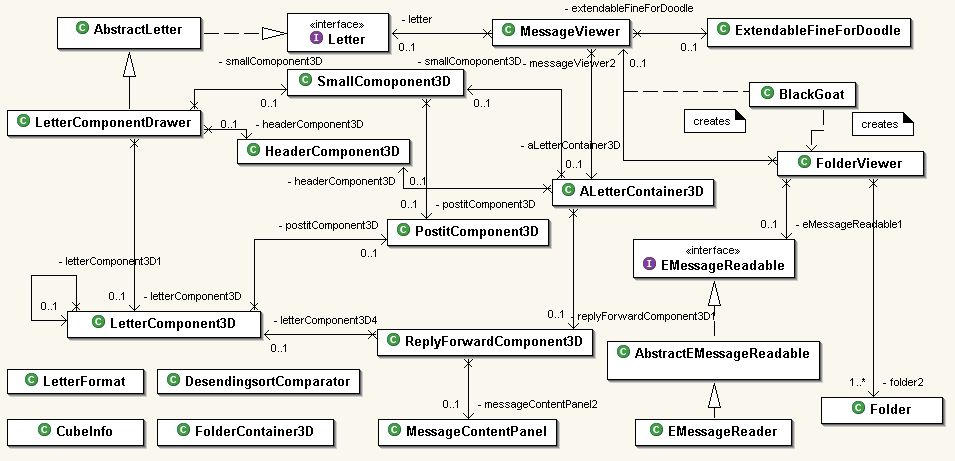 - extendableFineForDoodle
«interface»
C AbstractLetter
I Letter
- letter
0..1
C MessageViewer
0..1
C ExtendableFineForDoodle
- smallComoponent3D
- smallComoponent3D
- messageViewer2
0..1
C SmallComoponent3D
0..1
0..1
C BlackGoat
C LetterComponentDrawer
0..1
- headerComponent3D
creates
creates
C HeaderComponent3D
- aLetterContainer3D
0..1
C FolderViewer
- headerComponent3D
0..1
C ALetterContainer3D
0..1
- postitComponent3D
- postitComponent3D
C PostitComponent3D
0..1
0..1
- eMessageReadable1
«interface»
I EMessageReadable
- letterComponent3D1
0..1
0..1
- letterComponent3D
C LetterComponent3D
- letterComponent3D4
0..1
0..1
- replyForwardComponent3D1
C ReplyForwardComponent3D
C AbstractEMessageReadable
C LetterFormat
C DesendingsortComparator
1..*
- folder2
0..1
- messageContentPanel2
C Folder
C CubeInfo
C FolderContainer3D
C MessageContentPanel
C EMessageReader